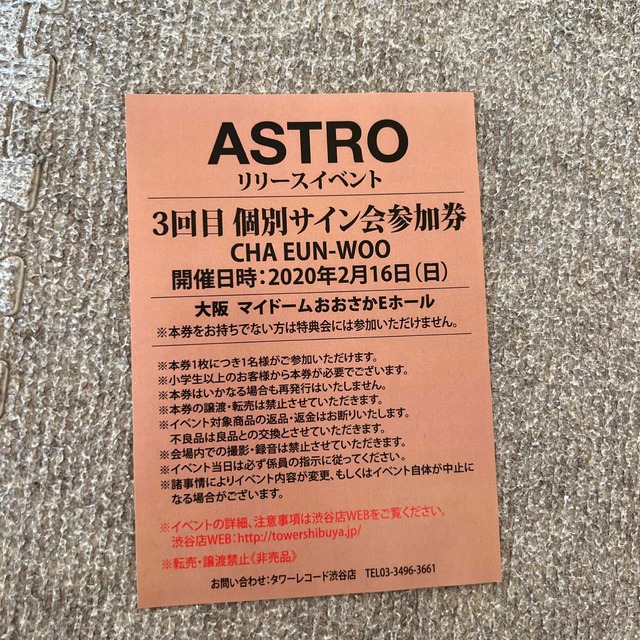 ASTRO
リリースイベント
3回目 個別サイン会参加券
CHA EUN-WOO
開催日時：2020年2月16日（日）
大阪 マイドームおおさかEホール
※本券をお持ちでない方は特典会には参加いただけません。
※本券1枚につき1名様がご参加いただけます。
※小学生以上のお客様から本券が必要でございます。
※本券はいかなる場合も再発行はいたしません。
※本券の譲渡・転売は禁止させていただきます。
※イベント対象商品の返品・返金はお断りいたします。
不良品は良品との交換とさせていただきます。
※会場内での撮影・録音は禁止させていただきます。
※イベント当日は必ず係員の指示に従ってください。
※諸事情によりイベント内容が変更、もしくはイベント自体が中止に
なる場合がございます。
※イベントの詳細、注意事項は渋谷店WEBをご覧ください。
渋谷店WEB：http://towershibuya.jp/
※転売・譲渡禁止《非売品》
お問い合わせ：タワーレコード渋谷店 TEL03-3496-3661